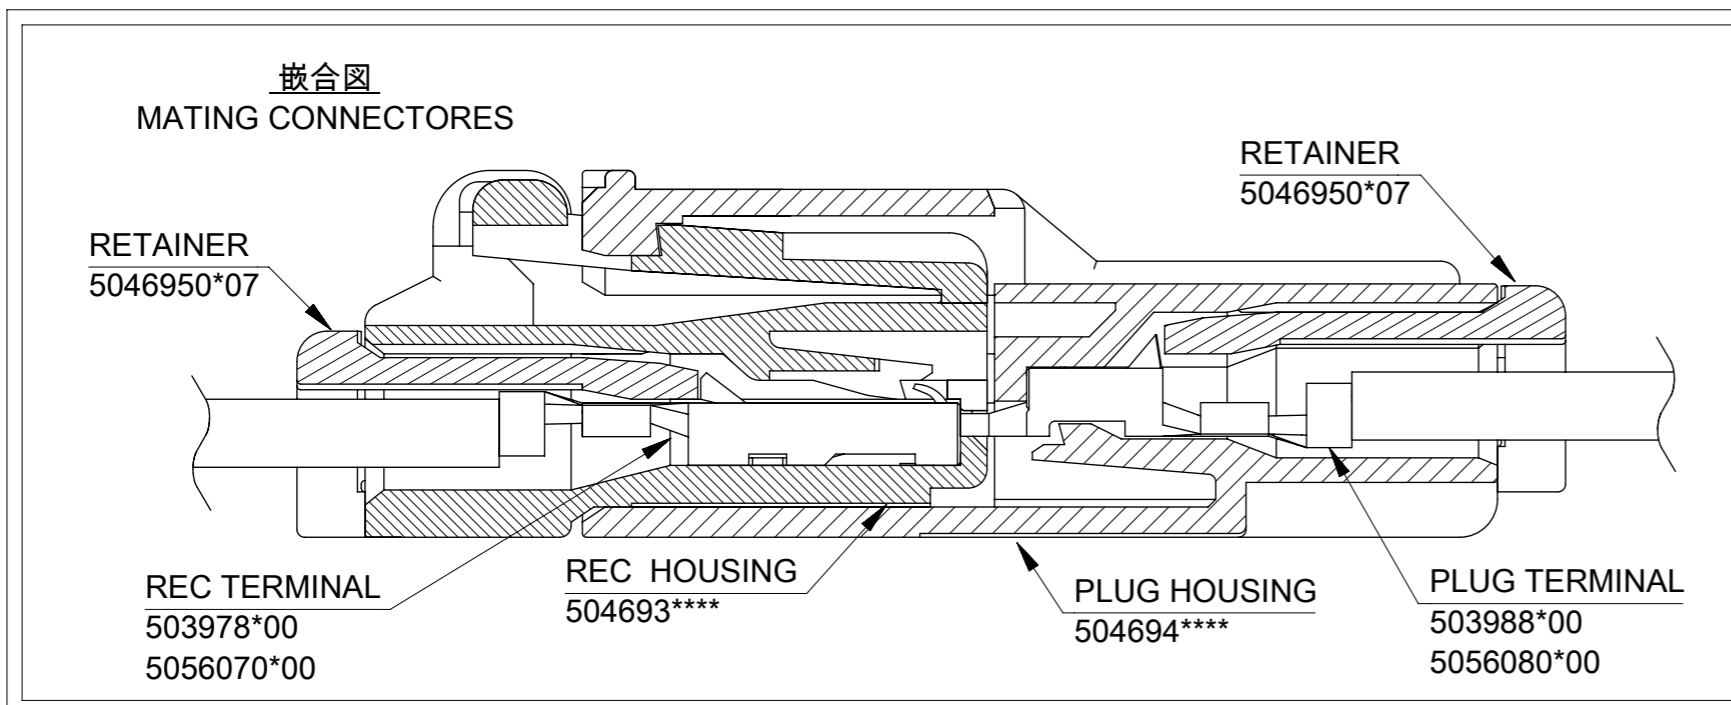 嵌合図
MATING CONNECTORES
RETAINER
5046950*07
RETAINER
5046950*07
REC TERMINAL
503978*00
5056070*00
REC HOUSING
504693****
PLUG HOUSING
504694****
PLUG TERMINAL
503988*00
5056080*00